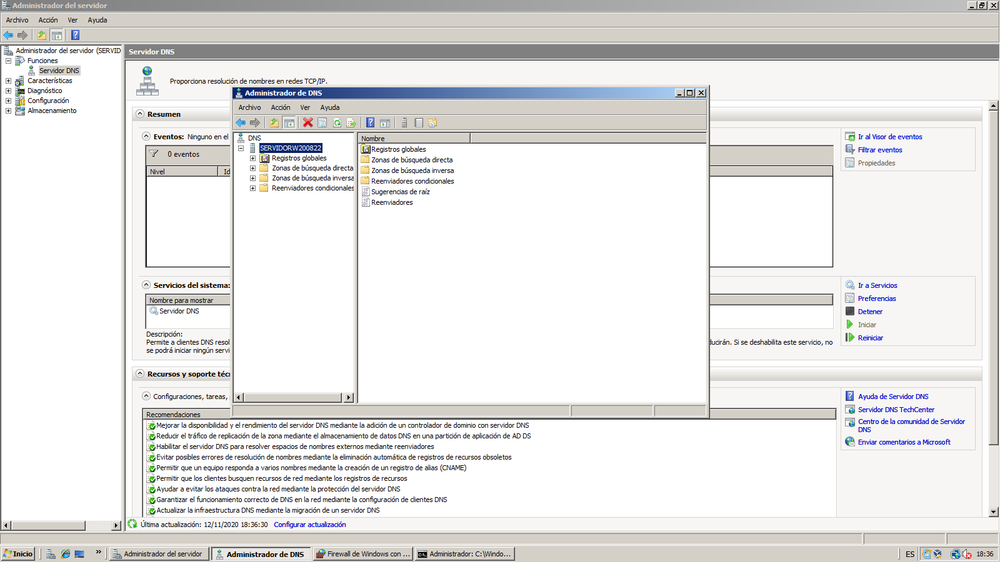 Administrador del servidor
Archivo Acción Ver Ayuda
Administrador del servidor (SERVID
Funciones
Servidor DNS
Características
Diagnóstico
Configuración
Almacenamiento
Servidor DNS
Proporciona resolución de nombres en redes TCP/IP.
Resumen
Eventos: Ninguno en el
0 eventos
Nivel Id
Ir al Visor de eventos
Filtrar eventos
Propiedades
Servicios del sistema:
Nombre para mostrar
Servidor DNS
Descripción:
Permite a clientes DNS resol
se podrá iniciar ningún servi
ducirán. Si se deshabilita este servicio, no
Ir a Servicios
Preferencias
Detener
Iniciar
Reiniciar
Administrador de DNS
Archivo Acción Ver Ayuda
DNS
SERVIDORW200822
Registros globales
Zonas de búsqueda directa
Zonas de búsqueda inversa
Reenviadores condicionales
Nombre
Registros globales
Zonas de búsqueda directa
Zonas de búsqueda inversa
Reenviadores condicionales
Sugerencias de raíz
Reenviadores
Recursos y soporte téc
Configuraciones, tareas,
Recomendaciones
Mejorar la disponibilidad y el rendimiento del servidor DNS mediante la adición de un controlador de dominio con servidor DNS
Reducir el tráfico de replicación de la zona mediante el almacenamiento de datos DNS en una partición de aplicación de AD DS
Habilitar el servidor DNS para resolver espacios de nombres externos mediante reenviadores
Evitar posibles errores de resolución de nombres mediante la eliminación automática de registros de recursos obsoletos
Permitir que un equipo responda a varios nombres mediante la creación de un registro de alias (CNAME)
Permitir que los clientes busquen recursos de red mediante los registros de recursos
Ayudar a evitar los ataques contra la red mediante la protección del servidor DNS
Garantizar el funcionamiento correcto de DNS en la red mediante la configuración de clientes DNS
Actualizar la infraestructura DNS mediante la migración de un servidor DNS
Ayuda de Servidor DNS
Servidor DNS TechCenter
Centro de la comunidad de Servidor
DNS
Enviar comentarios a Microsoft
Última actualización: 12/11/2020 18:36:30 Configurar actualización
Inicio » Administrador del servidor Administrador de DNS Firewall de Windows con ... Administrador: C:\Windo... ES 18:36